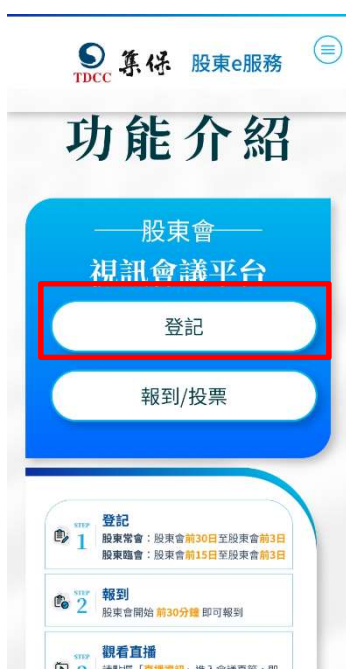 TDCC 集保 股東e服務
功能介紹
股東會
視訊會議平台
登記
報到/投票
STEP 1 登記
股東常會：股東會前30日至股東會前3日
股東臨會：股東會前15日至股東會前3日
STEP 2 報到
股東會開始 前30分鐘 即可報到
STEP 觀看直播